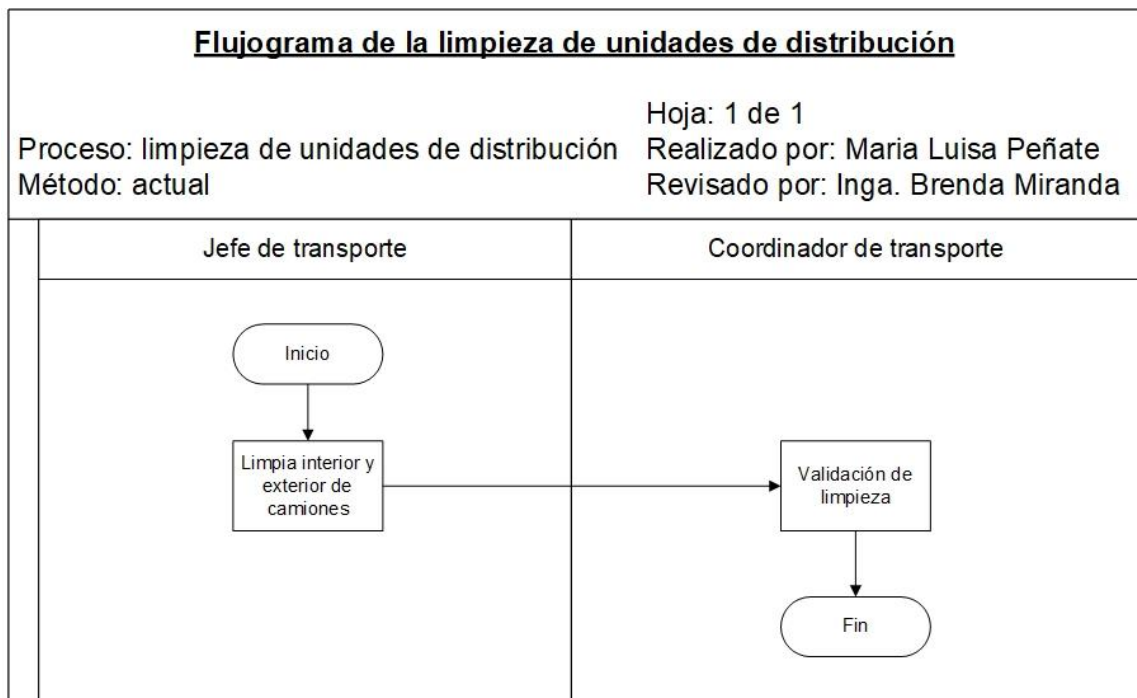 Flujograma de la limpieza de unidades de distribución
Hoja: 1 de 1
Proceso: limpieza de unidades de distribución
Realizado por: Maria Luisa Peñate
Método: actual
Revisado por: Inga. Brenda Miranda
Jefe de transporte
Coordinador de transporte
Inicio
Limpia interior y
exterior de
camiones
Validación de
limpieza
Fin